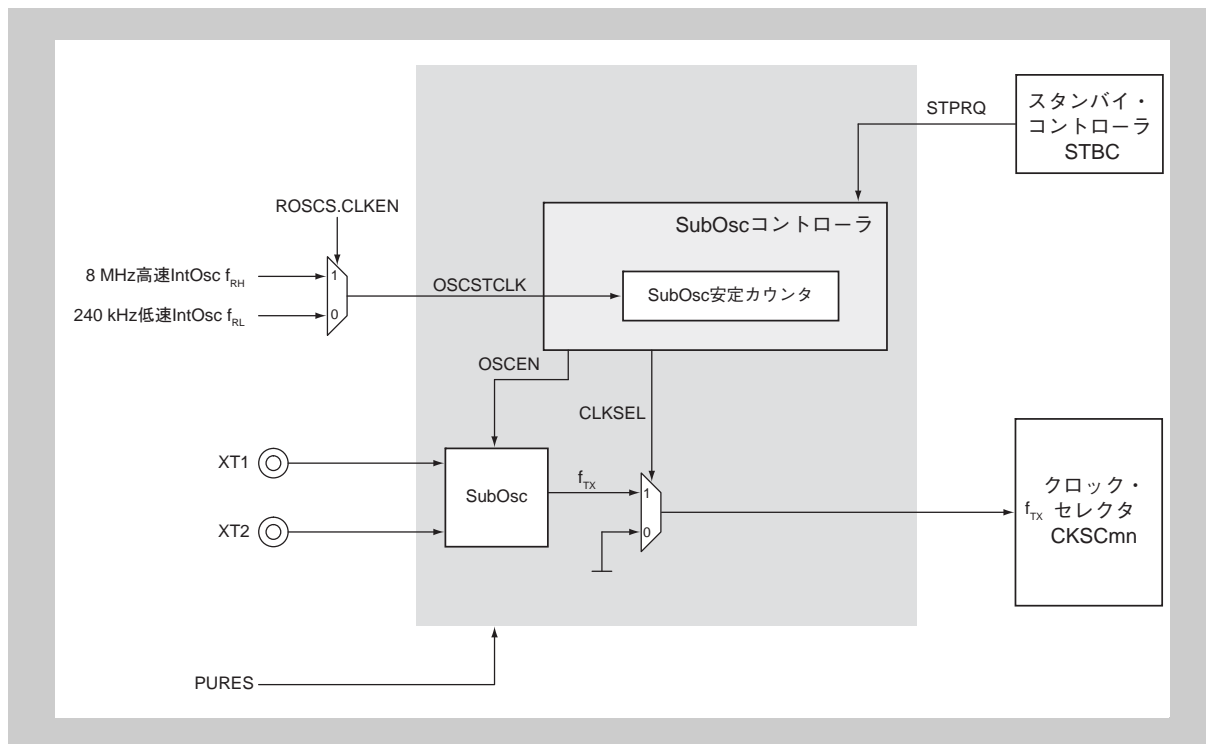 STPRQ
スタンバイ・
コントローラ
STBC
ROSCS.CLKEN
SubOscコントローラ
8 MHz高速IntOsc fRH
1
OSCSTCLK
SubOsc安定カウンタ
240 kHz低速IntOsc fRL
0
OSCEN
CLKSEL
XT1
SubOsc
fTX
1
クロック・
fTX セレクタ
CKSCmn
XT2
0
PURES